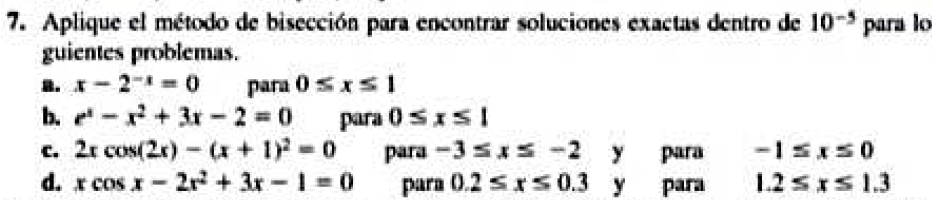 7. Aplique el método de bisección para encontrar soluciones exactas dentro de 10⁻⁵ para lo
guientes problemas.
a. x − 2⁻ˣ = 0 para 0 ≤ x ≤ 1
b. eˣ − x² + 3x − 2 = 0 para 0 ≤ x ≤ 1
c. 2x cos(2x) − (x + 1)² = 0 para −3 ≤ x ≤ −2 y para −1 ≤ x ≤ 0
d. x cos x − 2x² + 3x − 1 = 0 para 0.2 ≤ x ≤ 0.3 y para 1.2 ≤ x ≤ 1.3